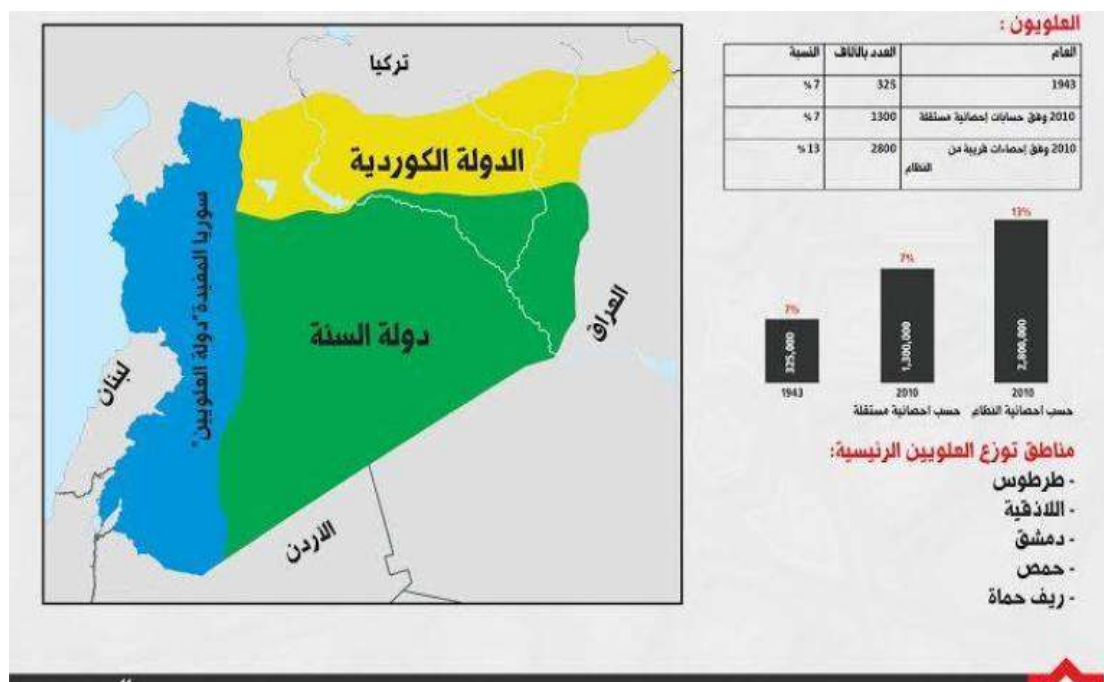 العلويون :
العام العدد بالالاف النسبة
1943 325 7%
2010 وفق حسابات إحصائية مستقلة 1300 7%
2010 وفق إحصاءات قريبة من 2800 13%
النظام
13%
7%
7%
2,800,000
1,300,000
325,000
2010
2010
1943
حسب احصائية النظام
حسب احصائية مستقلة
مناطق توزع العلويين الرئيسية:
- طرطوس
- اللاذقية
- دمشق
- حمص
- ريف حماة
تركيا
الدولة الكوردية
سوريا المفيدة"دولة العلويين"
دولة السنة
العراق
لبنان
الاردن